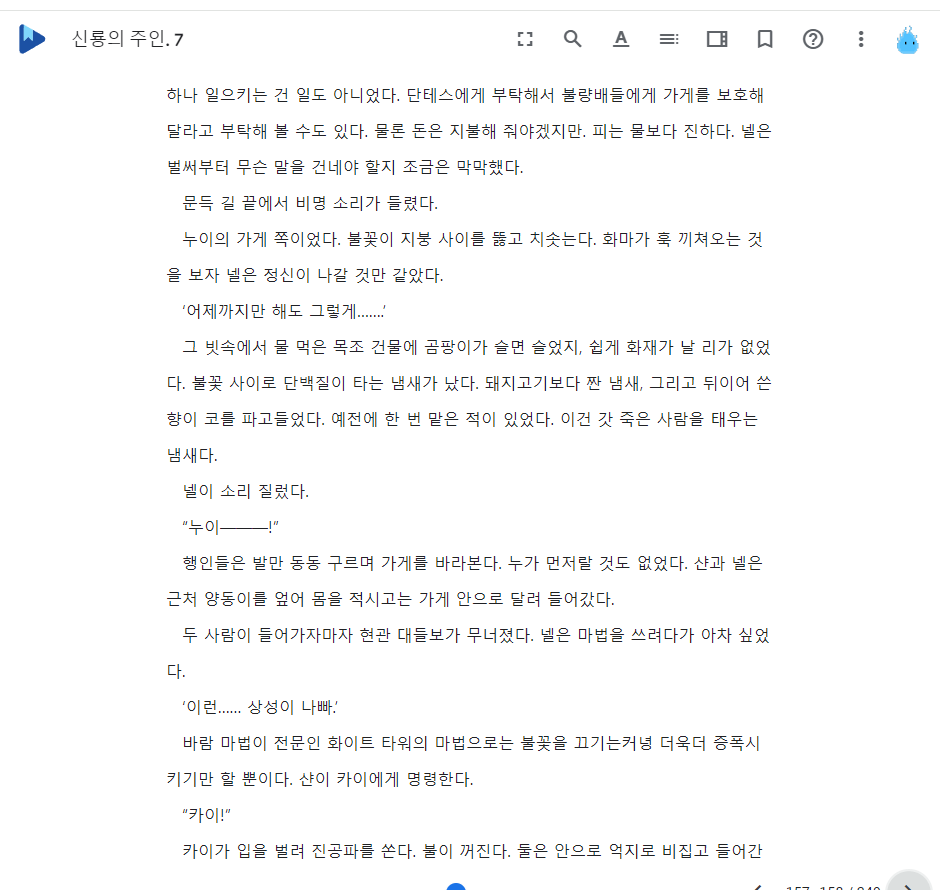 신룡의 주인. 7
하나 일으키는 건 일도 아니었다. 단테스에게 부탁해서 불량배들에게 가게를 보호해
달라고 부탁해 볼 수도 있다. 물론 돈은 지불해 줘야겠지만. 피는 물보다 진하다. 넬은
벌써부터 무슨 말을 건네야 할지 조금은 막막했다.
문득 길 끝에서 비명 소리가 들렸다.
누이의 가게 쪽이었다. 불꽃이 지붕 사이를 뚫고 치솟는다. 화마가 훅 끼쳐오는 것
을 보자 넬은 정신이 나갈 것만 같았다.
‘어제까지만 해도 그렇게…….’
그 빗속에서 물 먹은 목조 건물에 곰팡이가 슬면 슬었지, 쉽게 화재가 날 리가 없었
다. 불꽃 사이로 단백질이 타는 냄새가 났다. 돼지고기보다 짠 냄새, 그리고 뒤이어 쓴
향이 코를 파고들었다. 예전에 한 번 맡은 적이 있었다. 이건 갓 죽은 사람을 태우는
냄새다.
넬이 소리 질렀다.
“누이―――!”
행인들은 발만 동동 구르며 가게를 바라본다. 누가 먼저랄 것도 없었다. 샨과 넬은
근처 양동이를 엎어 몸을 적시고는 가게 안으로 달려 들어갔다.
두 사람이 들어가자마자 현관 대들보가 무너졌다. 넬은 마법을 쓰려다가 아차 싶었
다.
‘이런…… 상성이 나빠.’
바람 마법이 전문인 화이트 타워의 마법으로는 불꽃을 끄기는커녕 더욱더 증폭시
키기만 할 뿐이다. 샨이 카이에게 명령한다.
“카이!”
카이가 입을 벌려 진공파를 쏜다. 불이 꺼진다. 둘은 안으로 억지로 비집고 들어간